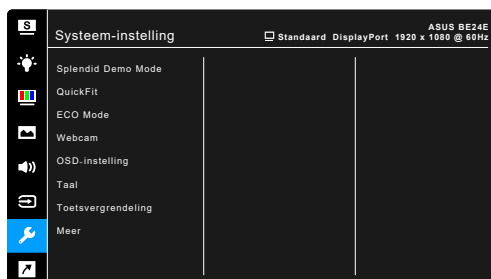 S
ASUS BE24E
Systeem-instelling
Standaard DisplayPort 1920 x 1080 @ 60Hz
Splendid Demo Mode
QuickFit
ECO Mode
Webcam
OSD-instelling
Taal
Toetsvergrendeling
Meer